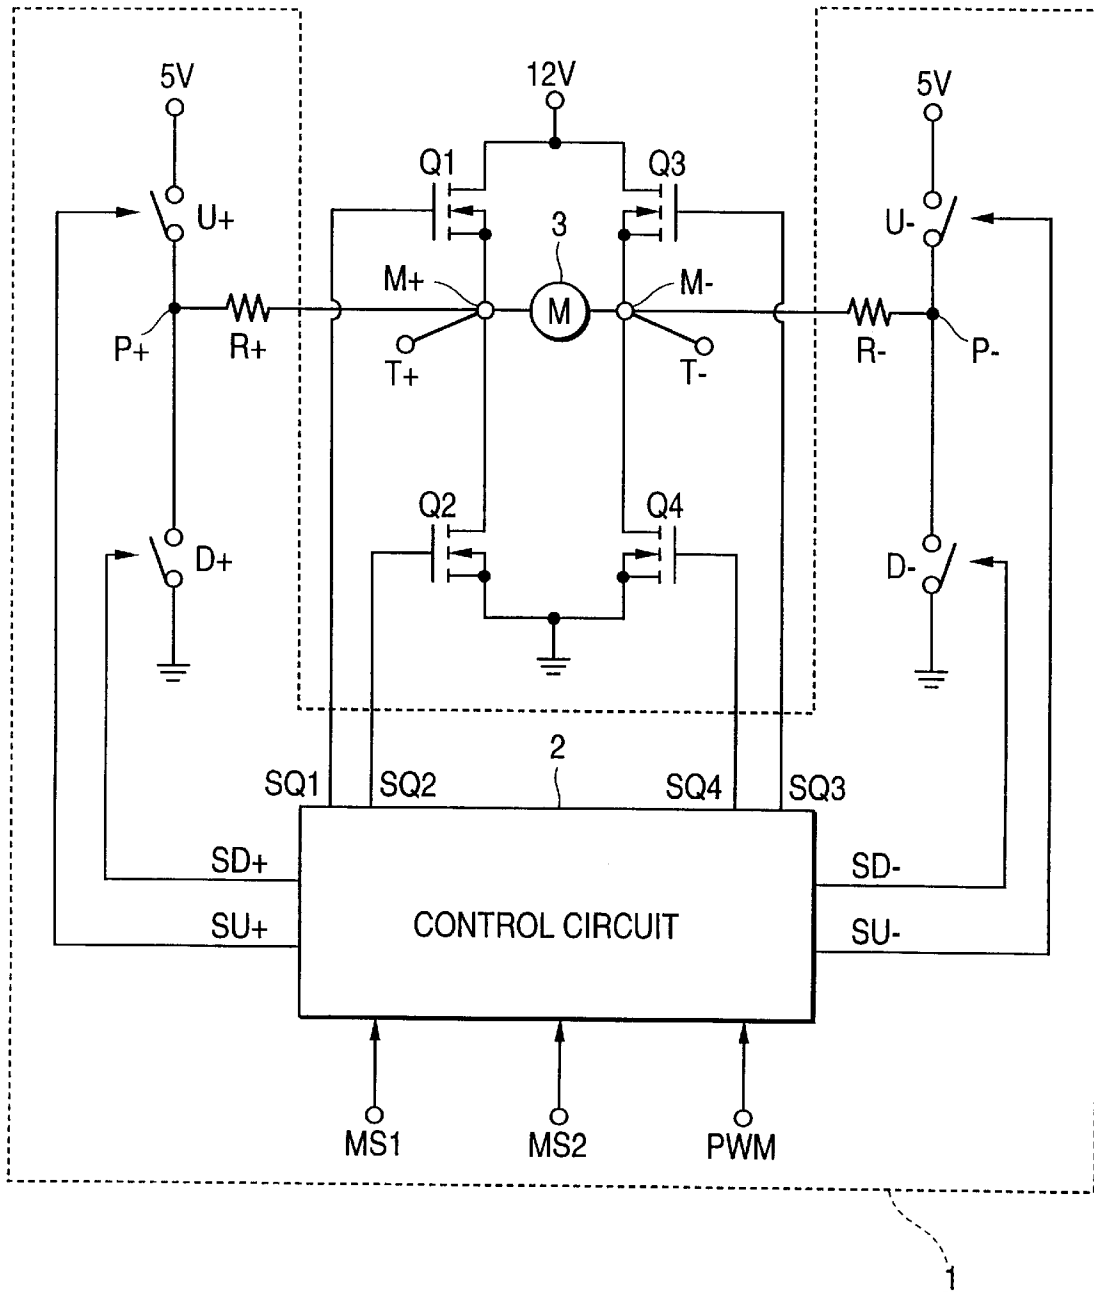 5V
12V
5V
Q1
Q3
U+
3
U-
M+
M
M-
P+
R+
T+
T-
R-
P-
Q2
Q4
D+
D-
2
SQ1
SQ2
SQ4
SQ3
SD+
SD-
CONTROL CIRCUIT
SU+
SU-
MS1
MS2
PWM
1